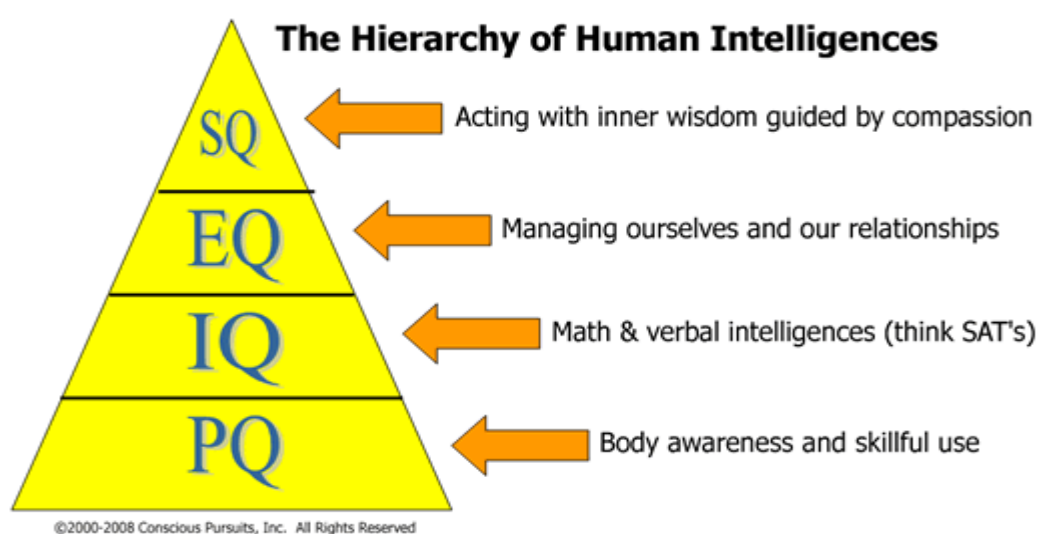 The Hierarchy of Human Intelligences
SQ
Acting with inner wisdom guided by compassion
EQ
Managing ourselves and our relationships
IQ
Math & verbal intelligences (think SAT's)
PQ
Body awareness and skillful use
©2000-2008 Conscious Pursuits, Inc. All Rights Reserved